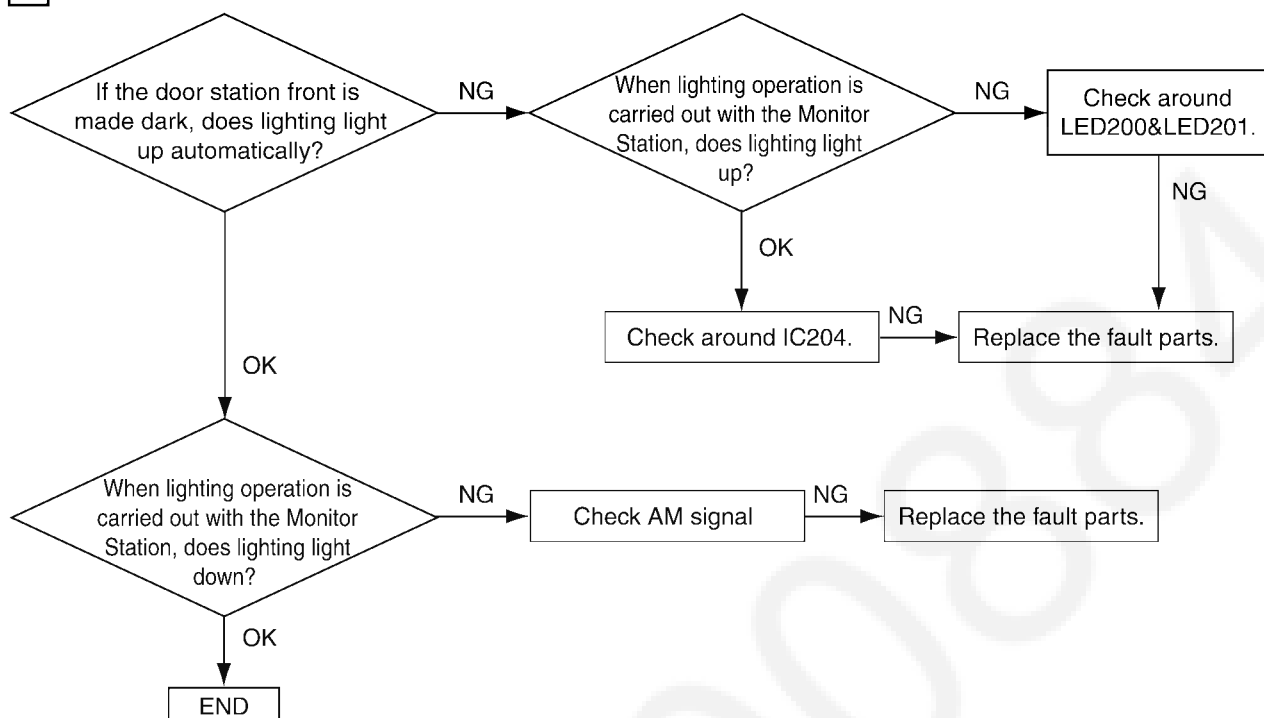 If the door station front is
made dark, does lighting light
up automatically?
NG
When lighting operation is
carried out with the Monitor
Station, does lighting light
up?
NG
Check around
LED200&LED201.
NG
OK
Check around IC204.
NG
Replace the fault parts.
OK
When lighting operation is
carried out with the Monitor
Station, does lighting light
down?
NG
Check AM signal
NG
Replace the fault parts.
OK
END